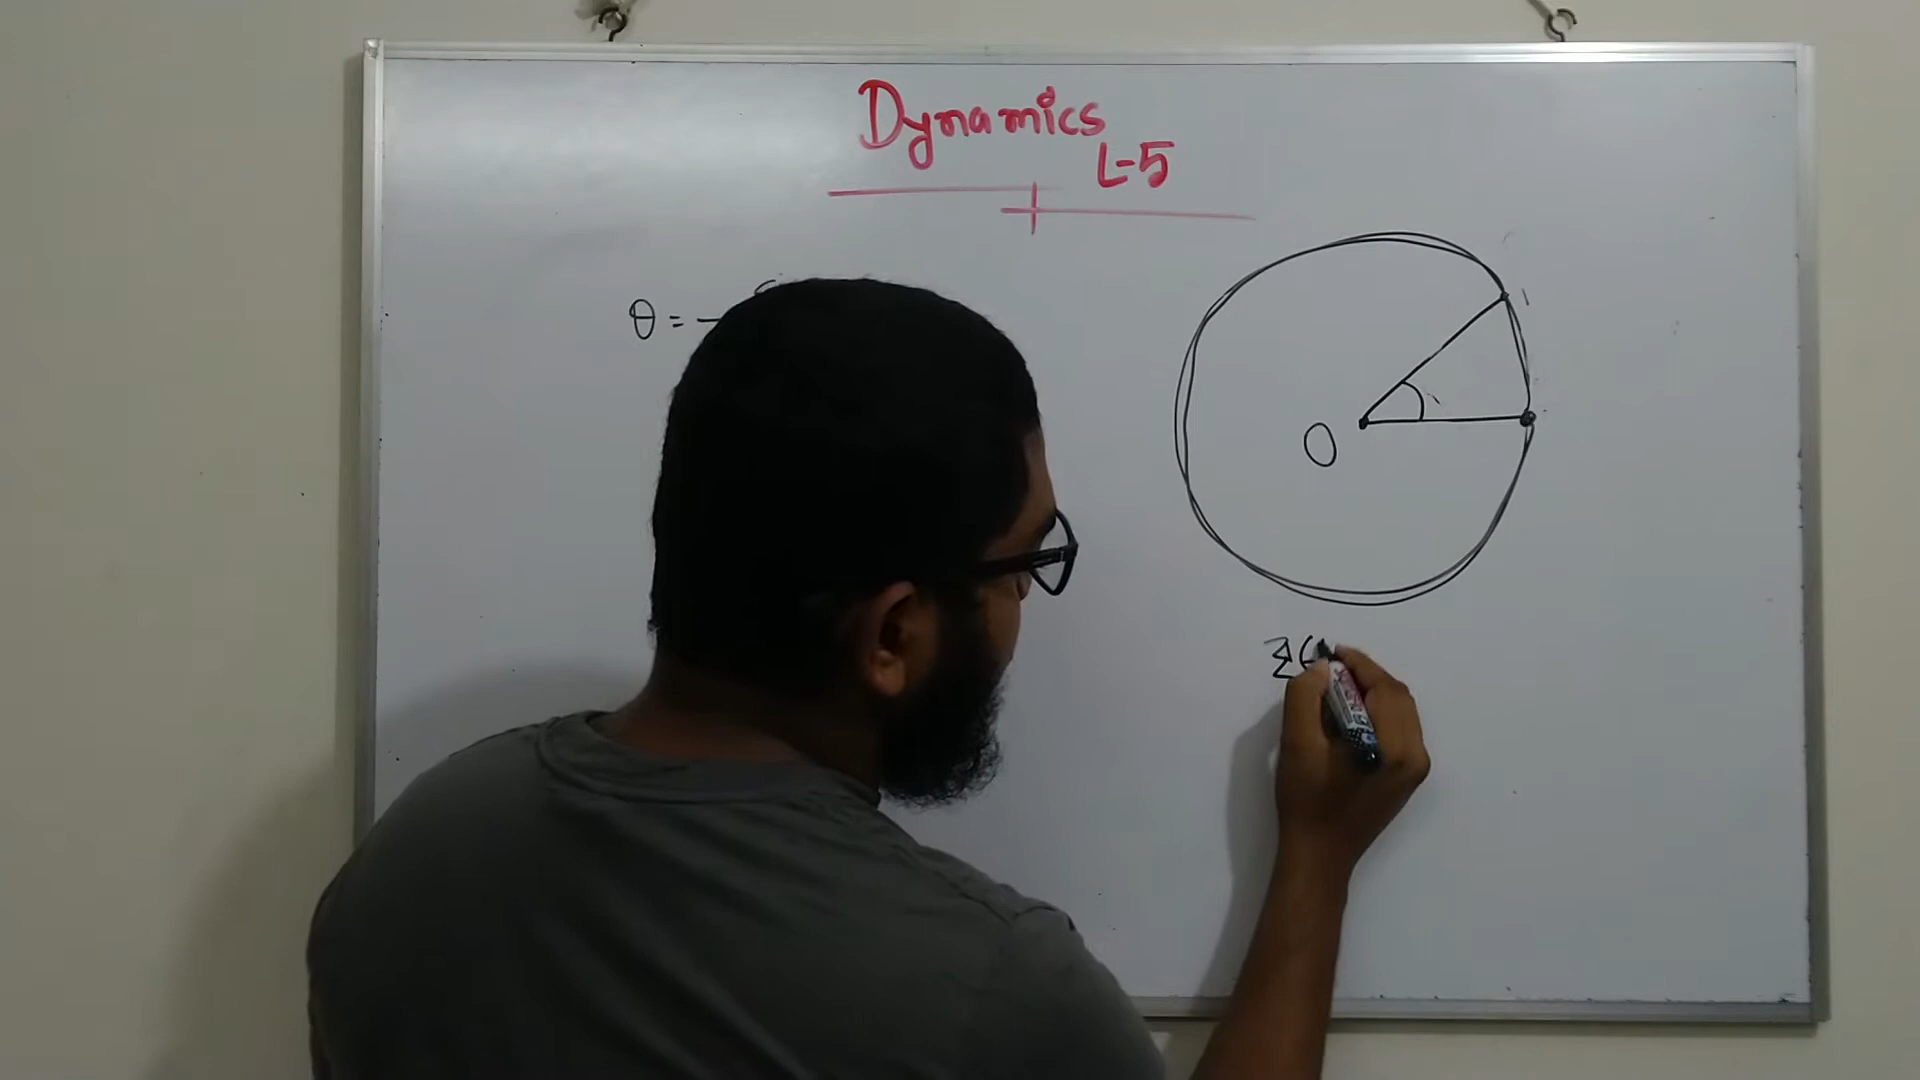 Dynamics
L-5
θ =
O